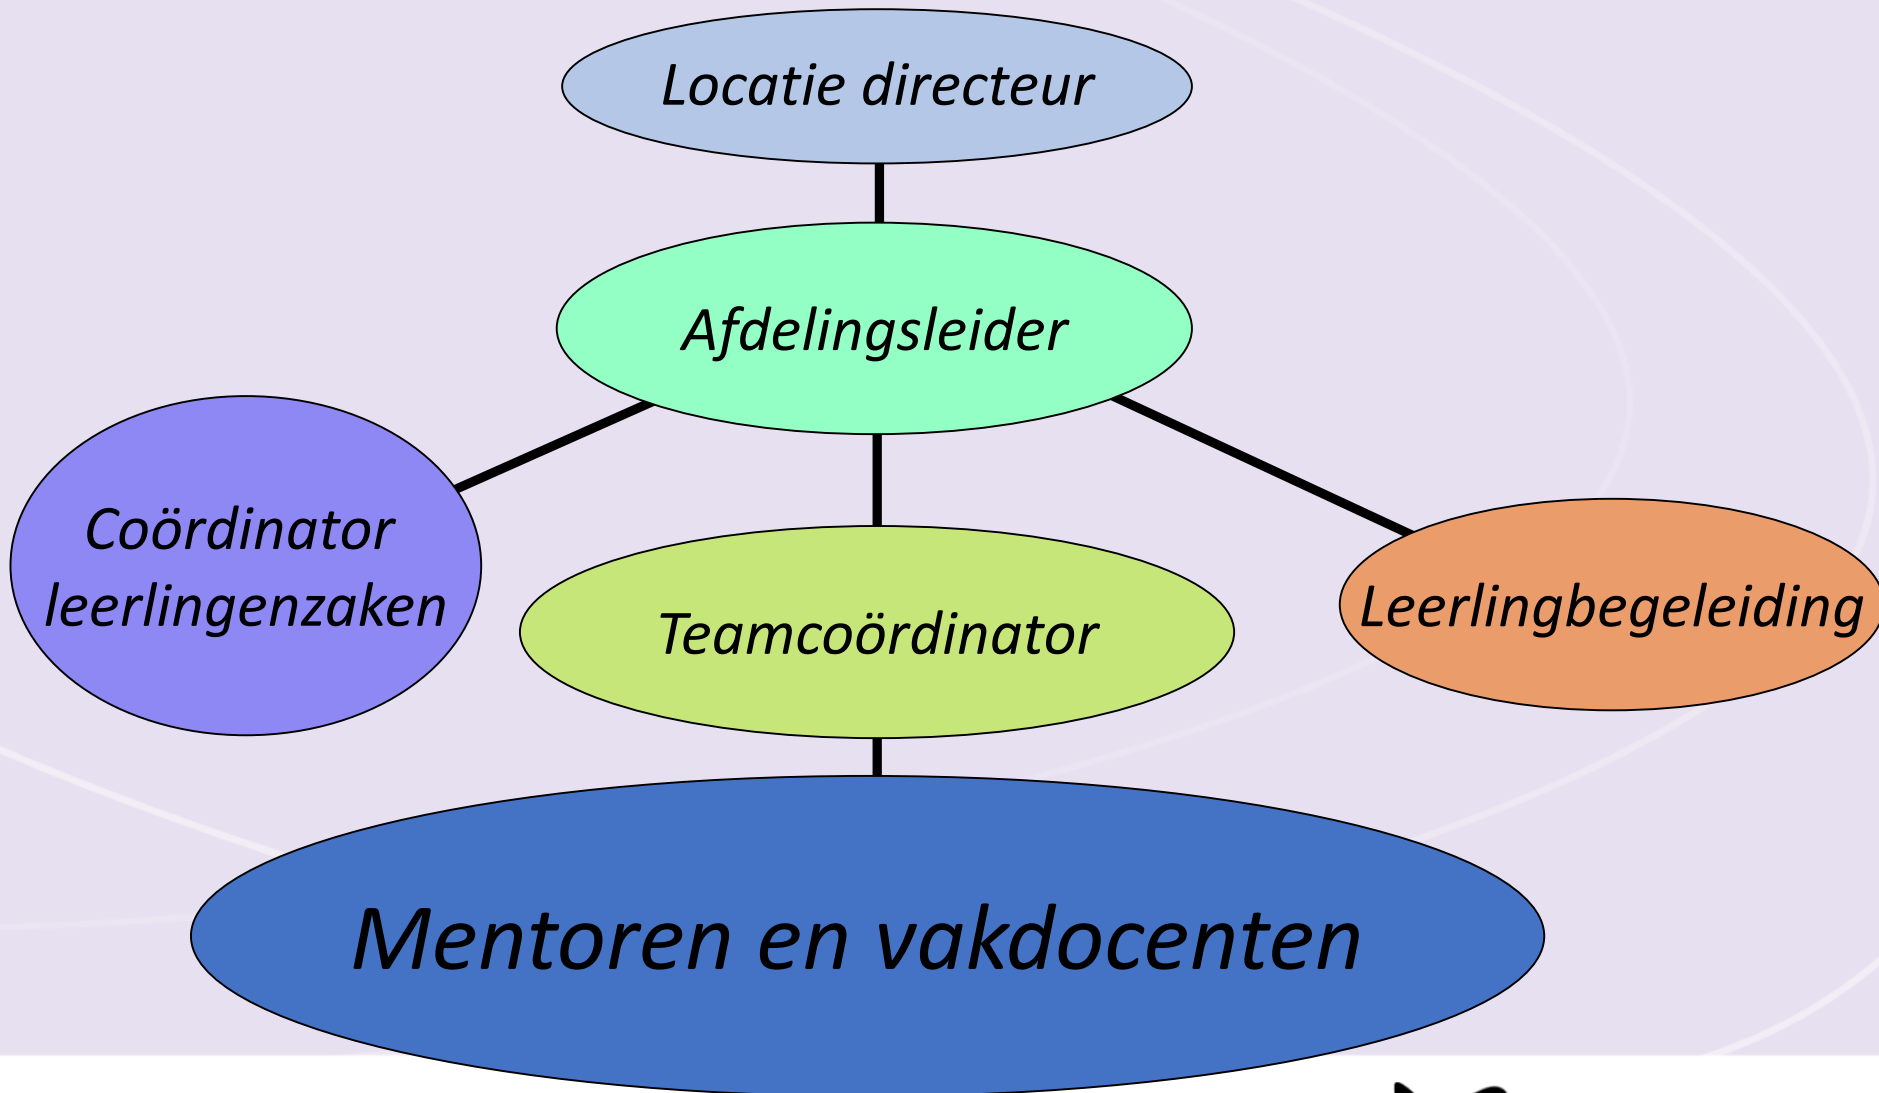 Locatie directeur
Afdelingsleider
Coördinator
leerlingenzaken
Teamcoördinator
Leerlingbegeleiding
Mentoren en vakdocenten